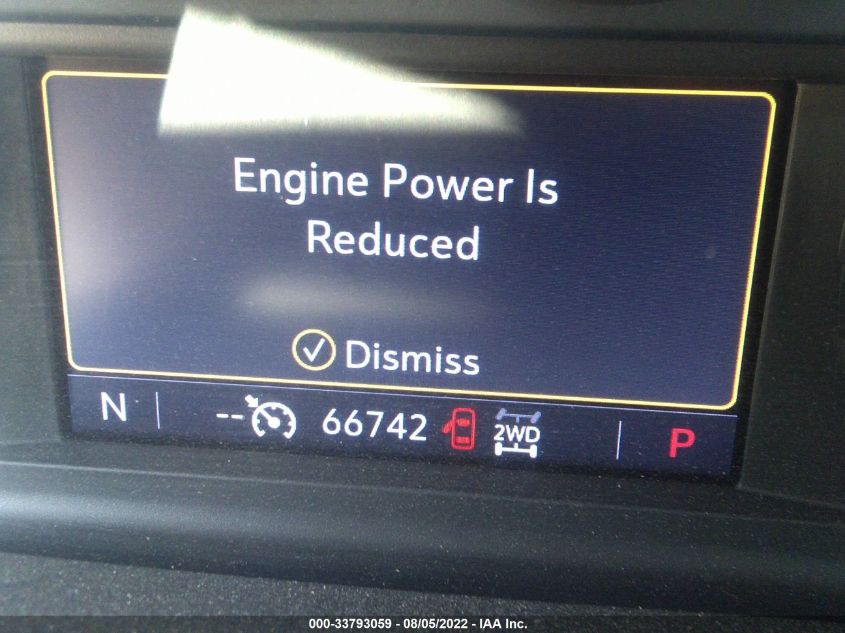 Engine Power Is
Reduced
Dismiss
N -- 66742 2WD P
000-33793059 - 08/05/2022 - IAA Inc.